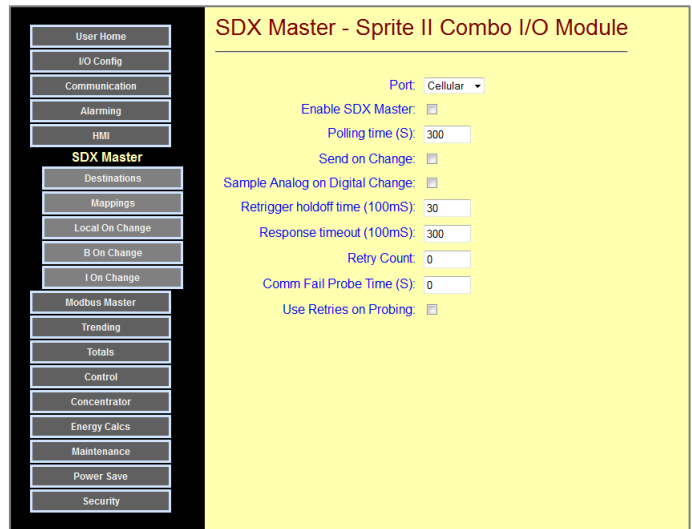 User Home
I/O Config
Communication
Alarming
HMI
SDX Master
Destinations
Mappings
Local On Change
B On Change
I On Change
Modbus Master
Trending
Totals
Control
Concentrator
Energy Calcs
Maintenance
Power Save
Security
SDX Master - Sprite II Combo I/O Module
Port: Cellular
Enable SDX Master:
Polling time (S): 300
Send on Change:
Sample Analog on Digital Change:
Retrigger holdoff time (100mS): 30
Response timeout (100mS): 300
Retry Count: 0
Comm Fail Probe Time (S): 0
Use Retries on Probing: